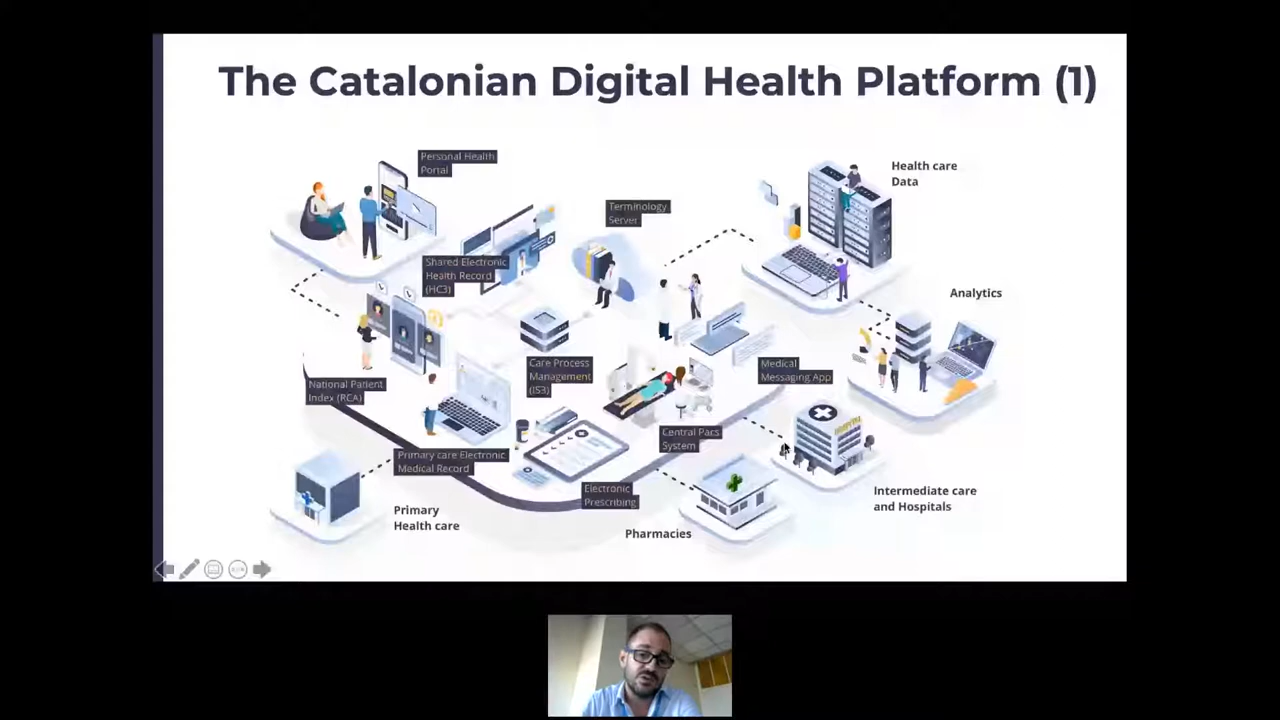 The Catalonian Digital Health Platform (1)
Personal Health
Portal
Health care
Data
Terminology
Server
Shared Electronic
Health Record
(HC3)
Analytics
Care Process
Management
(IS3)
Medical
Messaging App
National Patient
Index (RCA)
Central Pacs
System
Primary care Electronic
Medical Record
Electronic
Prescribing
Intermediate care
and Hospitals
Primary
Health care
Pharmacies